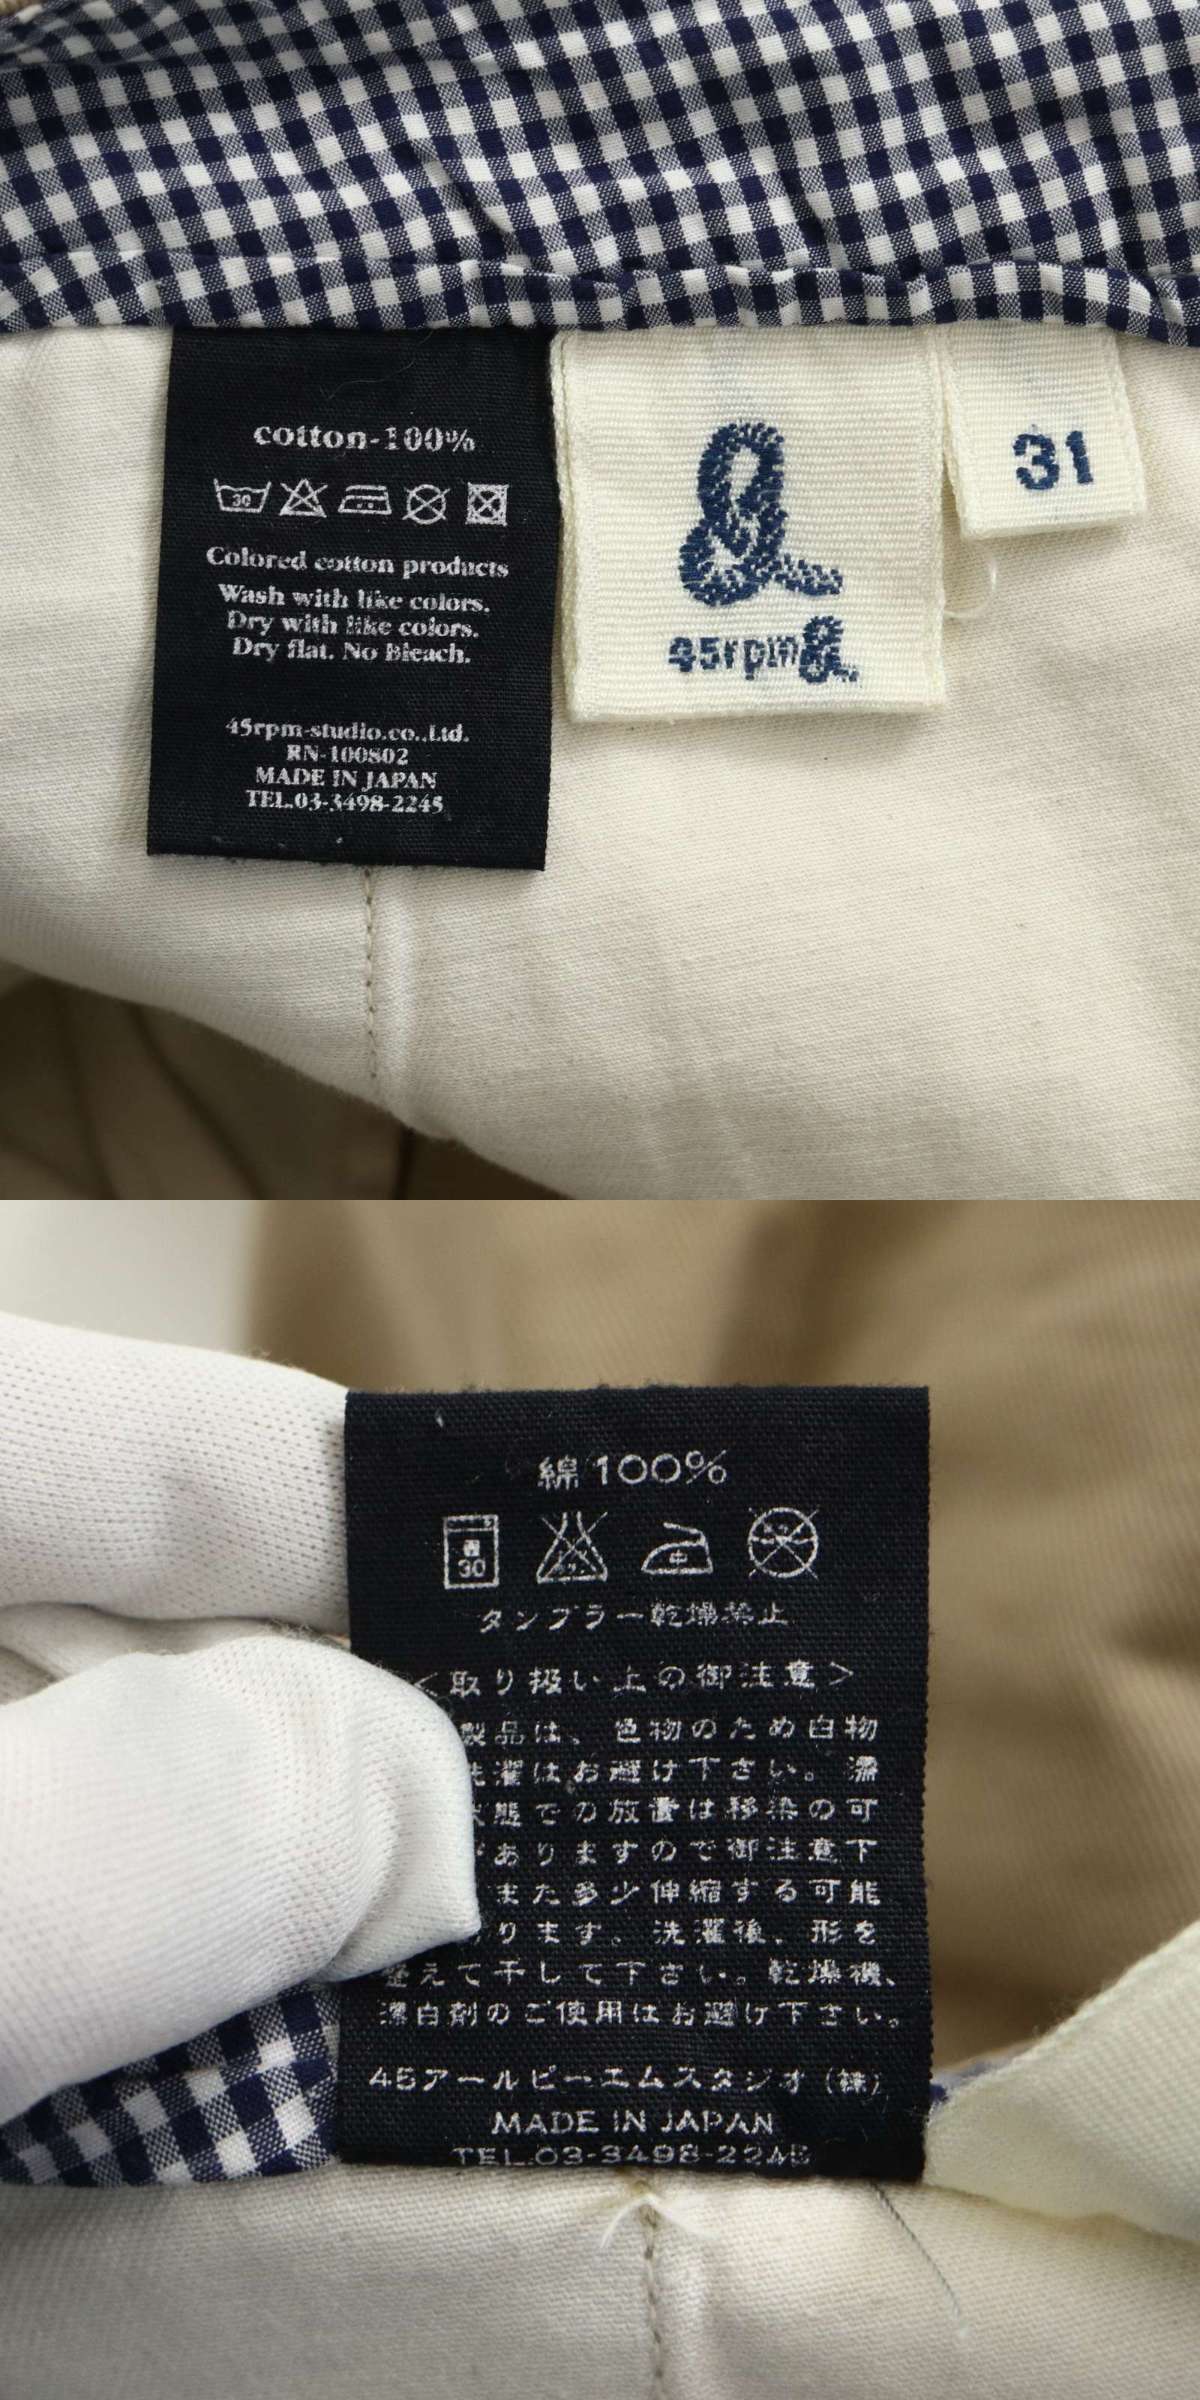 cotton-100%
30
Colored cotton products
Wash with like colors.
Dry with like colors.
Dry flat. No Bleach.
45rpm-studio.co.,Ltd.
RN-100802
MADE IN JAPAN
TEL.03-3498-2245
45rpm
31
綿100%
30
中
タンブラー乾燥禁止
<取り扱い上の御注意>
製品は、色物のため白物
洗濯はお避け下さい。濡
状態での放置は移染の可
がありますので御注意下
また多少伸縮する可能
ります。洗濯後、形を
整えて干して下さい。乾燥機、
漂白剤のご使用はお避け下さい。
45アールピーエムスタジオ(株)
MADE IN JAPAN
TEL.03-3498-2245